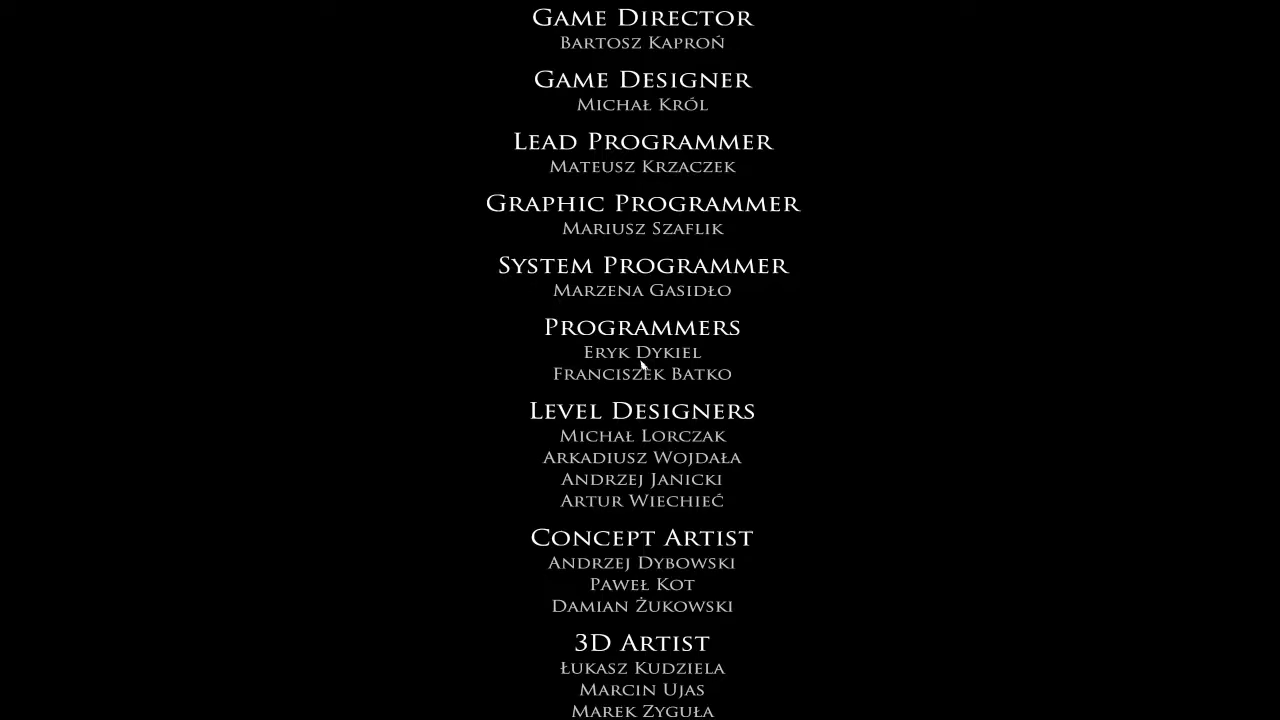 Game Director
Bartosz Kaproń
Game Designer
Michał Król
Lead Programmer
Mateusz Krzaczek
Graphic Programmer
Mariusz Szaflik
System Programmer
Marzena Gasidło
Programmers
Eryk Dykiel
Franciszek Batko
Level Designers
Michał Lorczak
Arkadiusz Wojdała
Andrzej Janicki
Artur Wiechieć
Concept Artist
Andrzej Dybowski
Paweł Kot
Damian Żukowski
3D Artist
Łukasz Kudziela
Marcin Ujas
Marek Zyguła